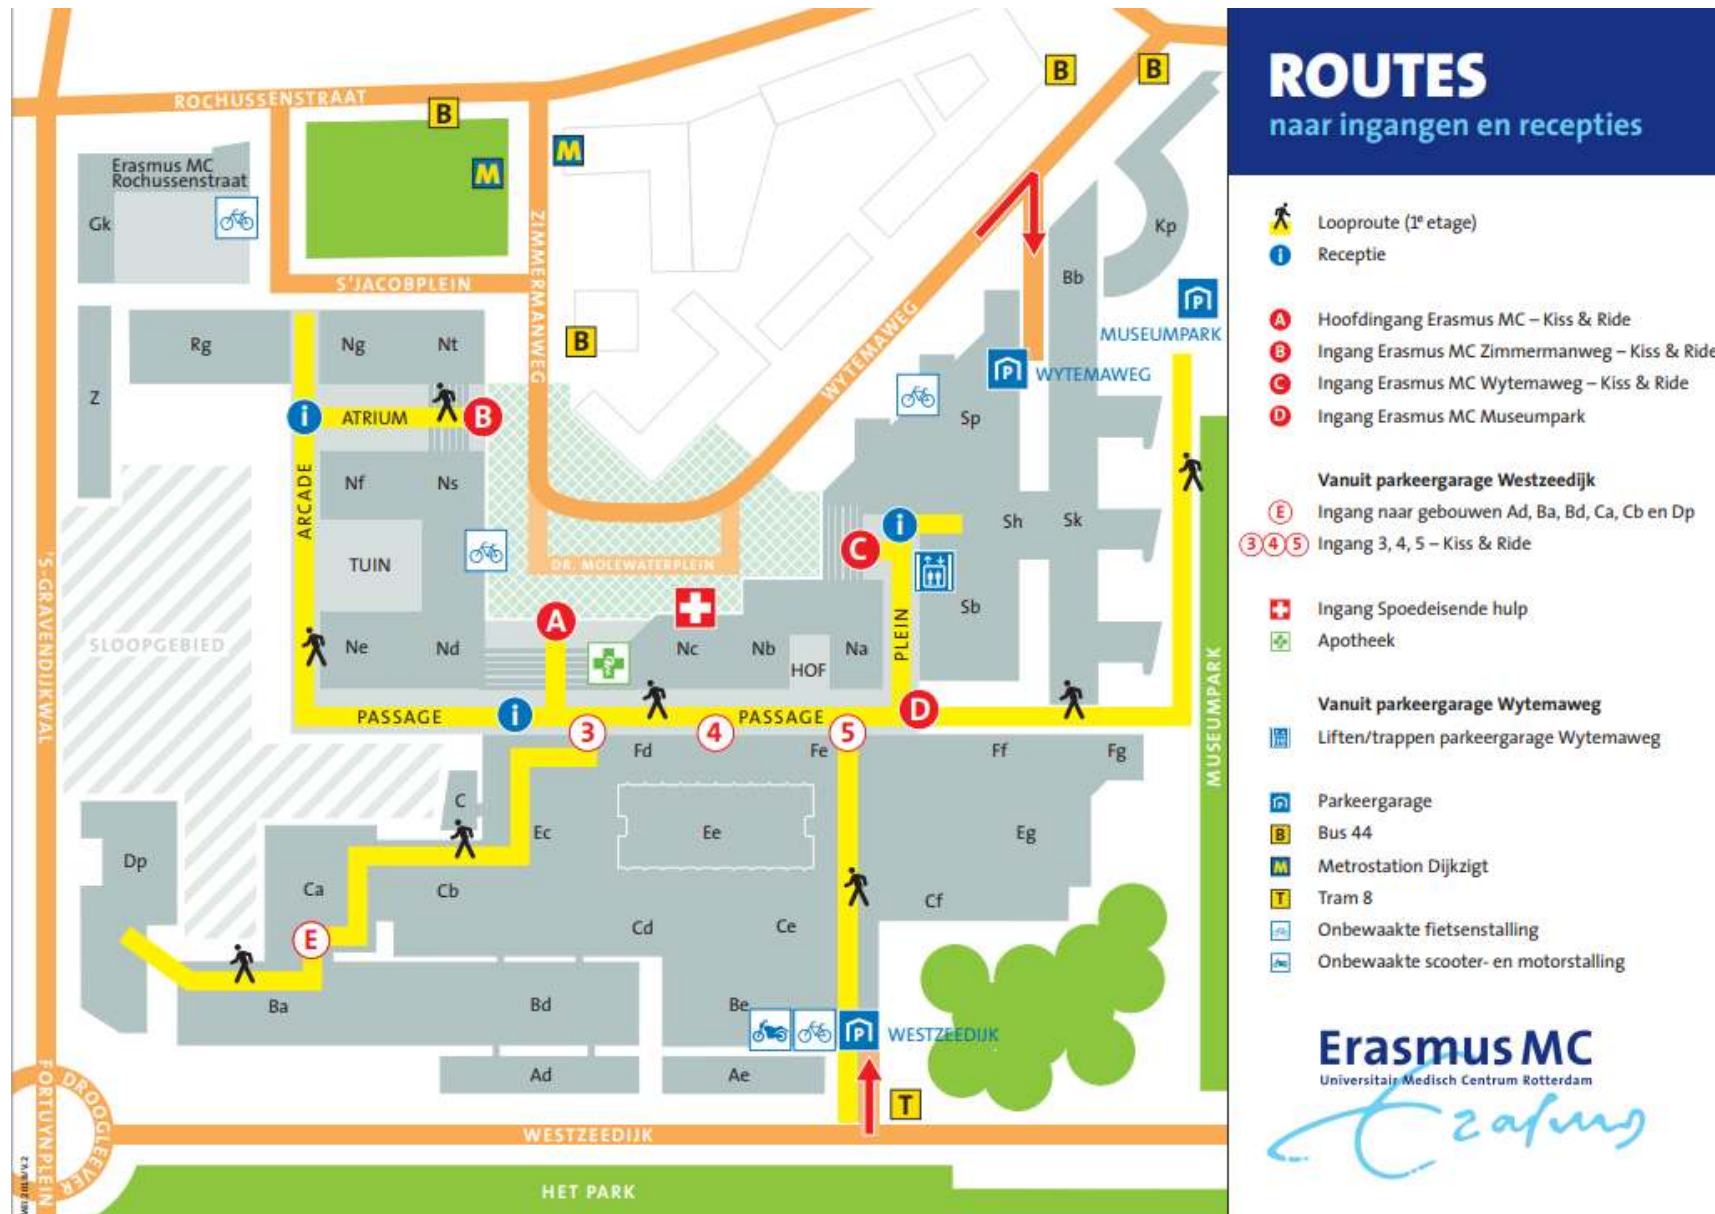 ROUTES
naar ingangen en recepties
Looproute (1e etage)
i Receptie
A Hoofdingang Erasmus MC – Kiss & Ride
B Ingang Erasmus MC Zimmermanweg – Kiss & Ride
C Ingang Erasmus MC Wytemaweg – Kiss & Ride
D Ingang Erasmus MC Museumpark
Vanuit parkeergarage Westzeedijk
E Ingang naar gebouwen Ad, Ba, Bd, Ca, Cb en Dp
3 4 5 Ingang 3, 4, 5 – Kiss & Ride
Ingang Spoedeisende hulp
Apotheek
Vanuit parkeergarage Wytemaweg
Liften/trappen parkeergarage Wytemaweg
P Parkeergarage
B Bus 44
M Metrostation Dijkzigt
T Tram 8
Onbewaakte fietsenstalling
Onbewaakte scooter- en motorstalling
Erasmus MC
Universitair Medisch Centrum Rotterdam
Erasmus
ROCHUSSENSTRAAT
B
B
B
M
M
Erasmus MC
Rochussenstraat
Gk
Kp
ZIMMERMANWEG
S'JACOBPLEIN
Bb
P
MUSEUMPARK
WYTEMAWEG
Rg
Ng
Nt
B
P
WYTEMAWEG
Z
i
ATRIUM
B
Sp
ARCADE
Nf
Ns
i
Sh
Sk
C
TUIN
DR. MOLEWATERPLEIN
'S-GRAVENDIJKWAL
SLOOPGEBIED
A
Sb
Ne
Nd
Nc
Nb
HOF
Na
PLEIN
MUSEUMPARK
PASSAGE
i
PASSAGE
D
3
4
5
Fd
Fe
Ff
Fg
C
Ec
Ee
Eg
Dp
Ca
Cb
Cf
E
Cd
Ce
Ba
Bd
Be
P
WESTZEEDIJK
Ad
Ae
T
DROOGLEEVER
FORTUYNPLEIN
WESTZEEDIJK
HET PARK